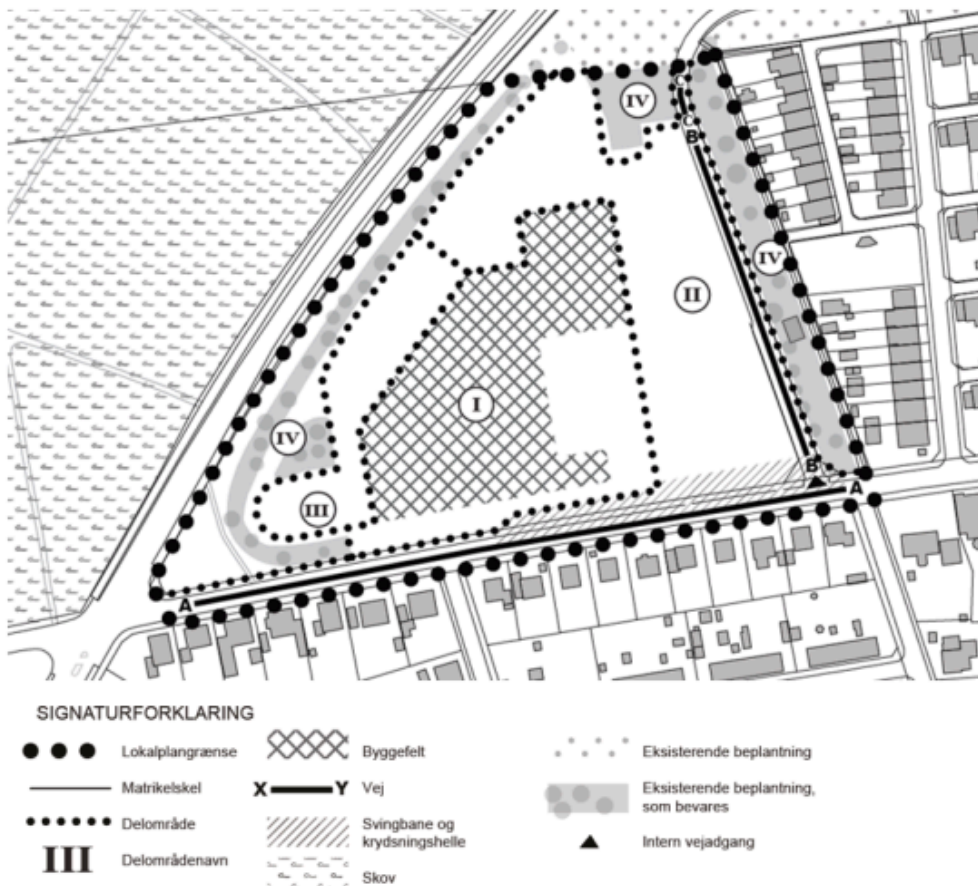 IV
C
C
B
IV
II
I
IV
III
B
A
A
SIGNATURFORKLARING
Lokalplangrænse
Matrikelskel
Delområde
III Delområdenavn
Byggefelt
X Y Vej
Svingbane og
krydsningshelle
Skov
Eksisterende beplantning
Eksisterende beplantning,
som bevares
Intern vejadgang